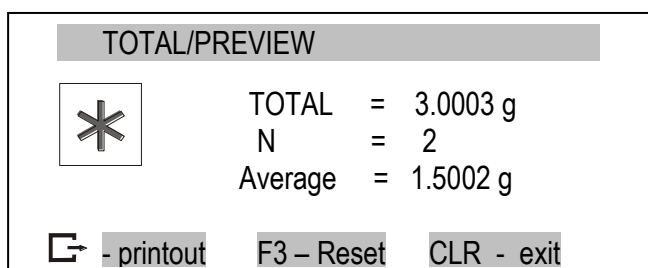 TOTAL/PREVIEW
TOTAL = 3.0003 g
N = 2
Average = 1.5002 g
- printout F3 – Reset CLR - exit